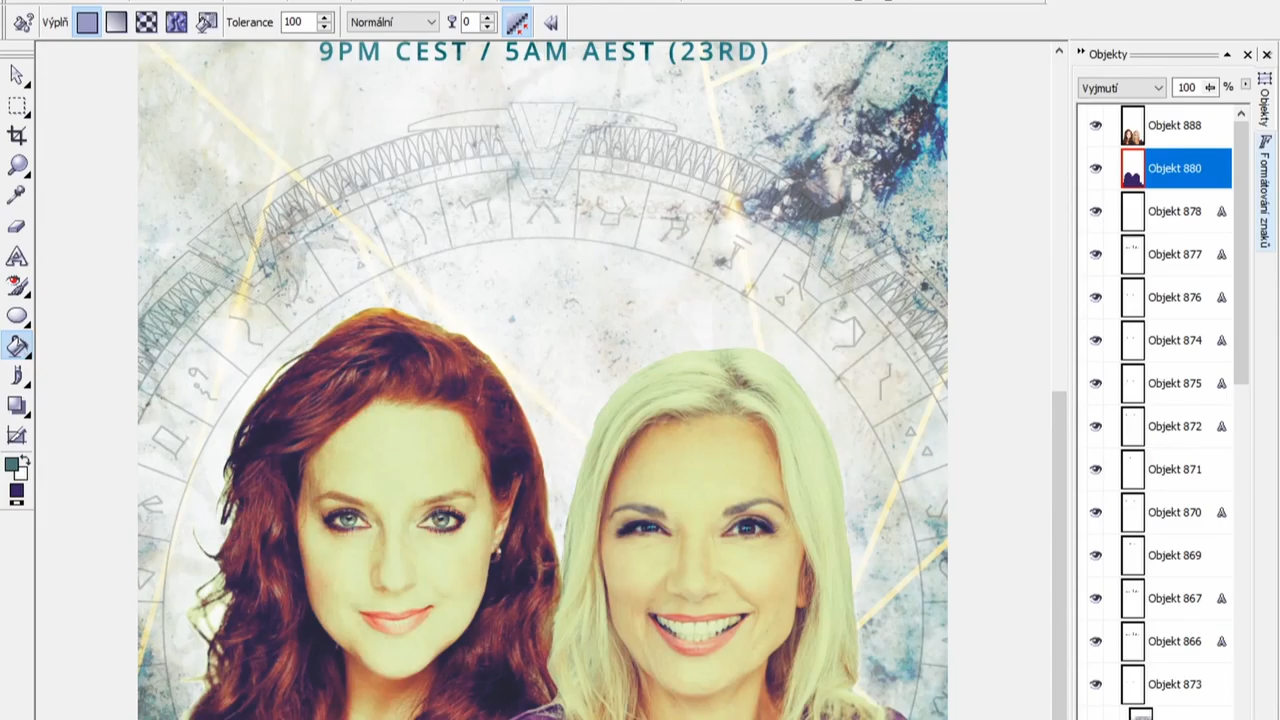 Výplň
Tolerance 100
Normální
0
9PM CEST / 5AM AEST (23RD)
Objekty
Vyjmutí 100 %
Objekt 888
Objekt 880
Objekt 878
Objekt 877
Objekt 876
Objekt 874
Objekt 875
Objekt 872
Objekt 871
Objekt 870
Objekt 869
Objekt 867
Objekt 866
Objekt 873
Objekty
Formátování znaků